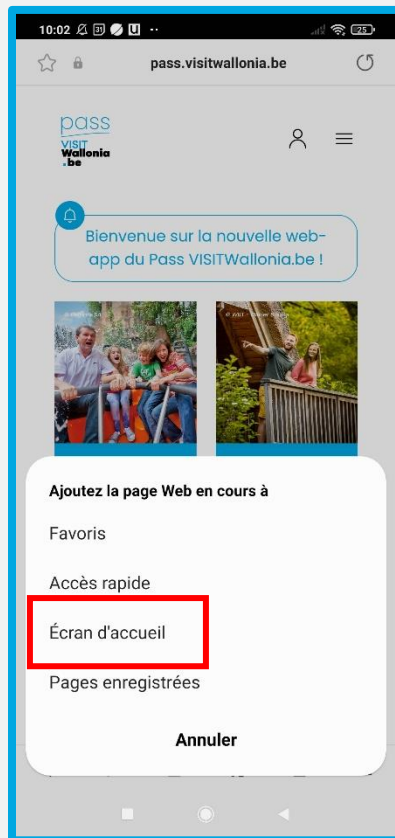 10:02
31
U
25
pass.visitwallonia.be
pass
VISIT
Wallonia
.be
Bienvenue sur la nouvelle web-
app du Pass VISITWallonia.be !
Ajoutez la page Web en cours à
Favoris
Accès rapide
Écran d'accueil
Pages enregistrées
Annuler